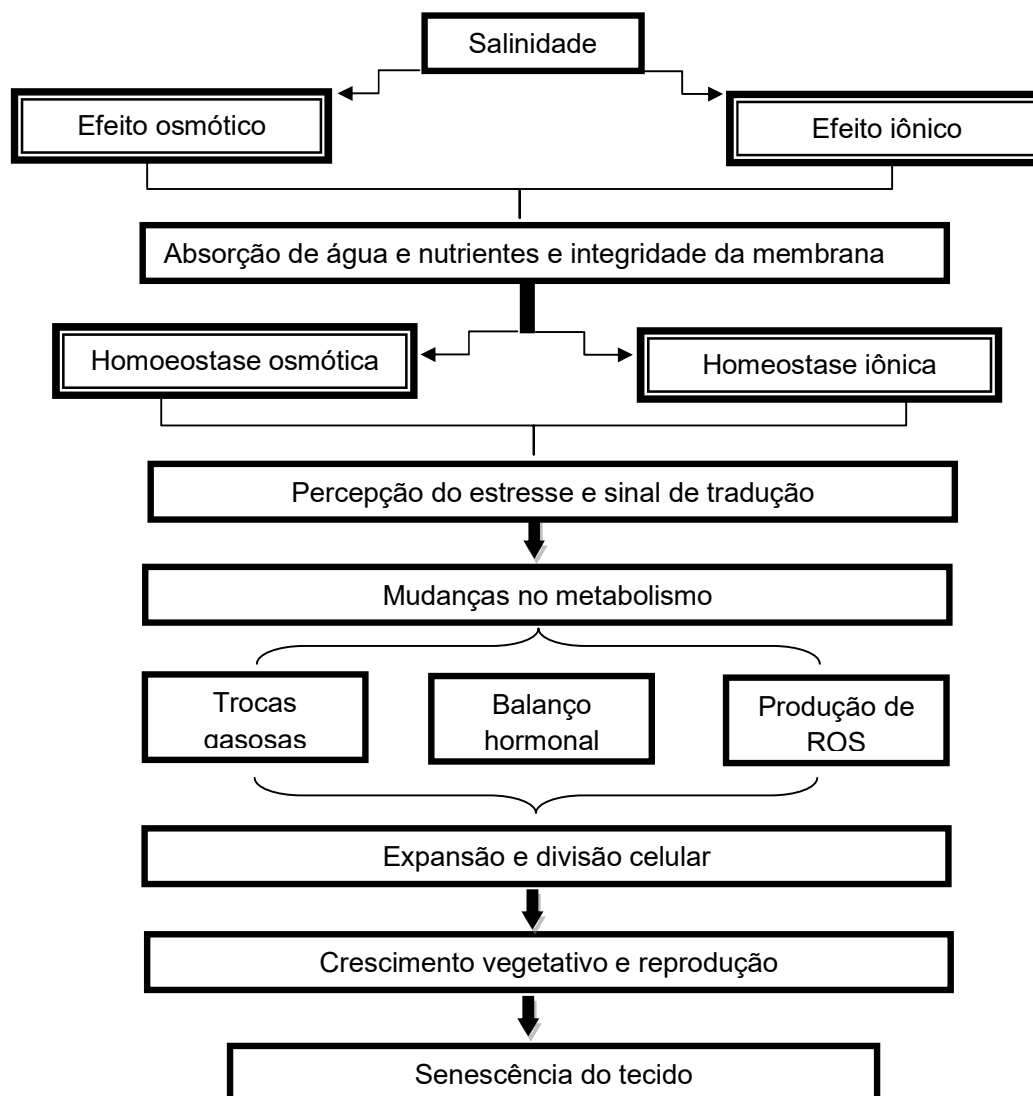 Salinidade
Efeito osmótico
Efeito iônico
Absorção de água e nutrientes e integridade da membrana
Homoeostase osmótica
Homeostase iônica
Percepção do estresse e sinal de tradução
Mudanças no metabolismo
Trocas
gasosas
Balanço
hormonal
Produção de
ROS
Expansão e divisão celular
Crescimento vegetativo e reprodução
Senescência do tecido